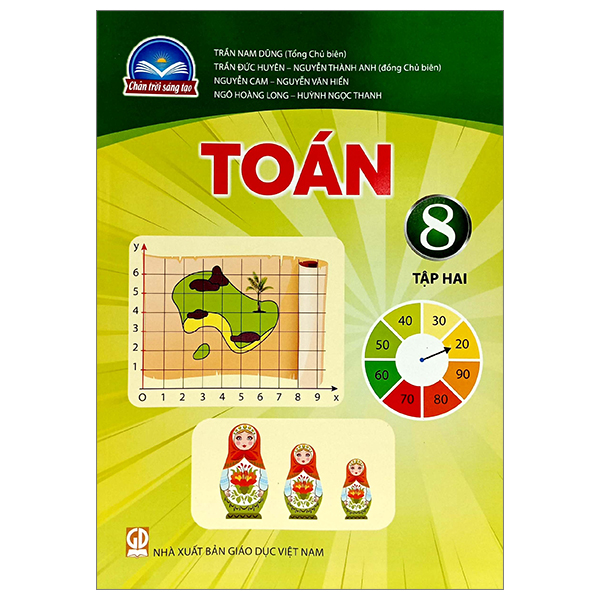 Chân trời sáng tạo
TRẦN NAM DŨNG (Tổng Chủ biên)
TRẦN ĐỨC HUYÊN – NGUYỄN THÀNH ANH (đồng Chủ biên)
NGUYỄN CAM – NGUYỄN VĂN HIỂN
NGÔ HOÀNG LONG – HUỲNH NGỌC THANH
TOÁN
8
TẬP HAI
y
6
5
4
3
2
1
O 1 2 3 4 5 6 7 8 9 x
40 30
50 20
60 90
70 80
GD
NHÀ XUẤT BẢN GIÁO DỤC VIỆT NAM